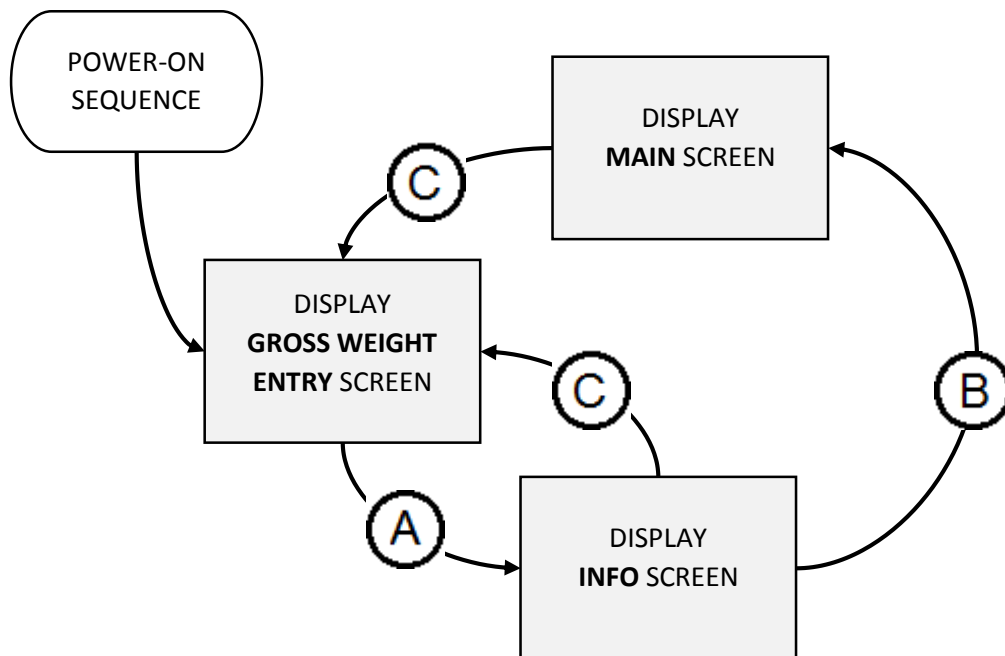 POWER-ON
SEQUENCE
DISPLAY
MAIN SCREEN
C
DISPLAY
GROSS WEIGHT
ENTRY SCREEN
C
B
A
DISPLAY
INFO SCREEN